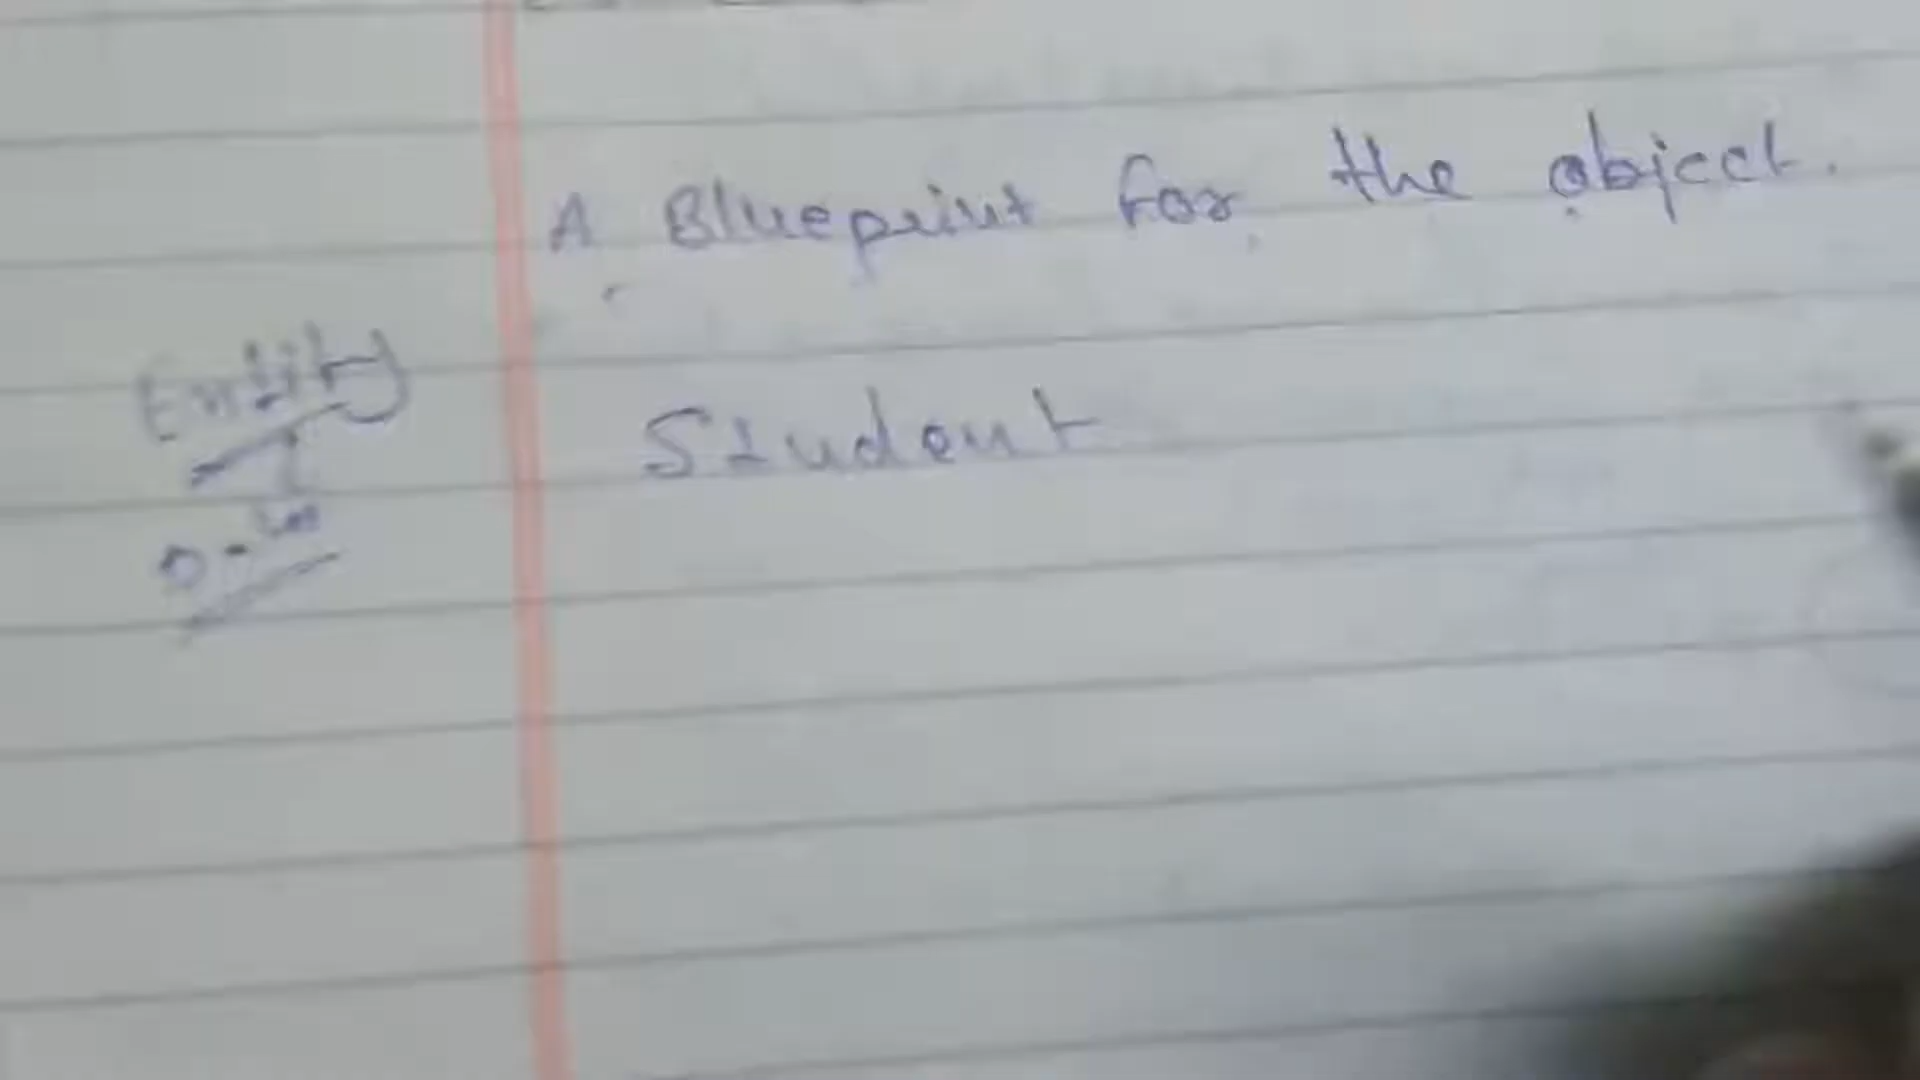 A Blueprint for the object.
Entity
Student